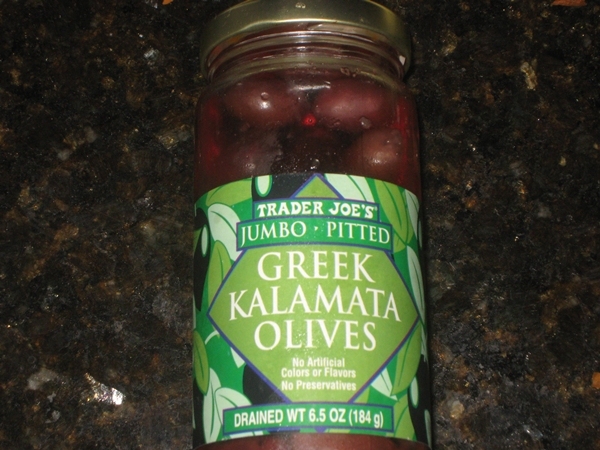 TRADER JOE'S
JUMBO · PITTED
GREEK
KALAMATA
OLIVES
No Artificial
Colors or Flavors
No Preservatives
DRAINED WT 6.5 OZ (184 g)